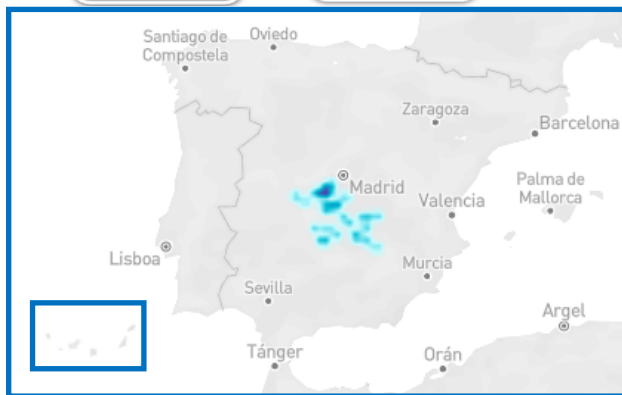 Santiago de
Compostela
Oviedo
Zaragoza
Barcelona
Madrid
Palma de
Mallorca
Valencia
Lisboa
Murcia
Sevilla
Argel
Tánger
Orán